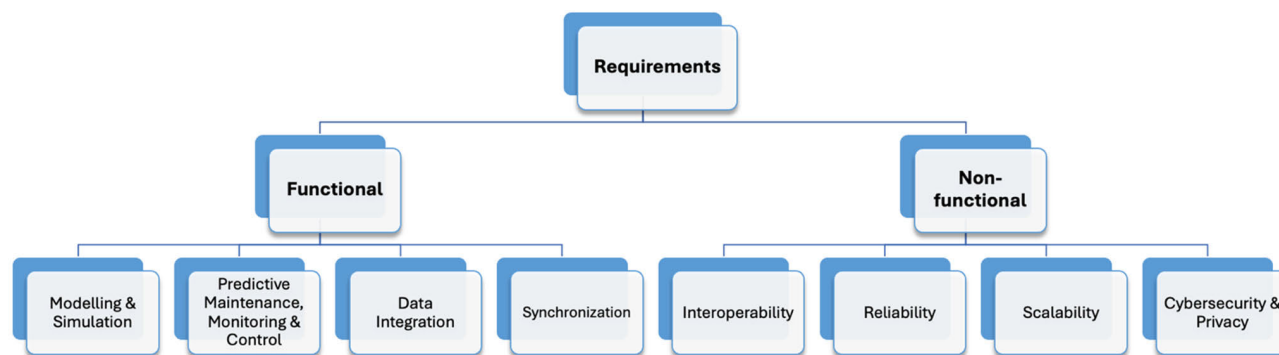 Requirements
Functional
Non-
functional
Modelling &
Simulation
Predictive
Maintenance,
Monitoring &
Control
Data
Integration
Synchronization
Interoperability
Reliability
Scalability
Cybersecurity &
Privacy